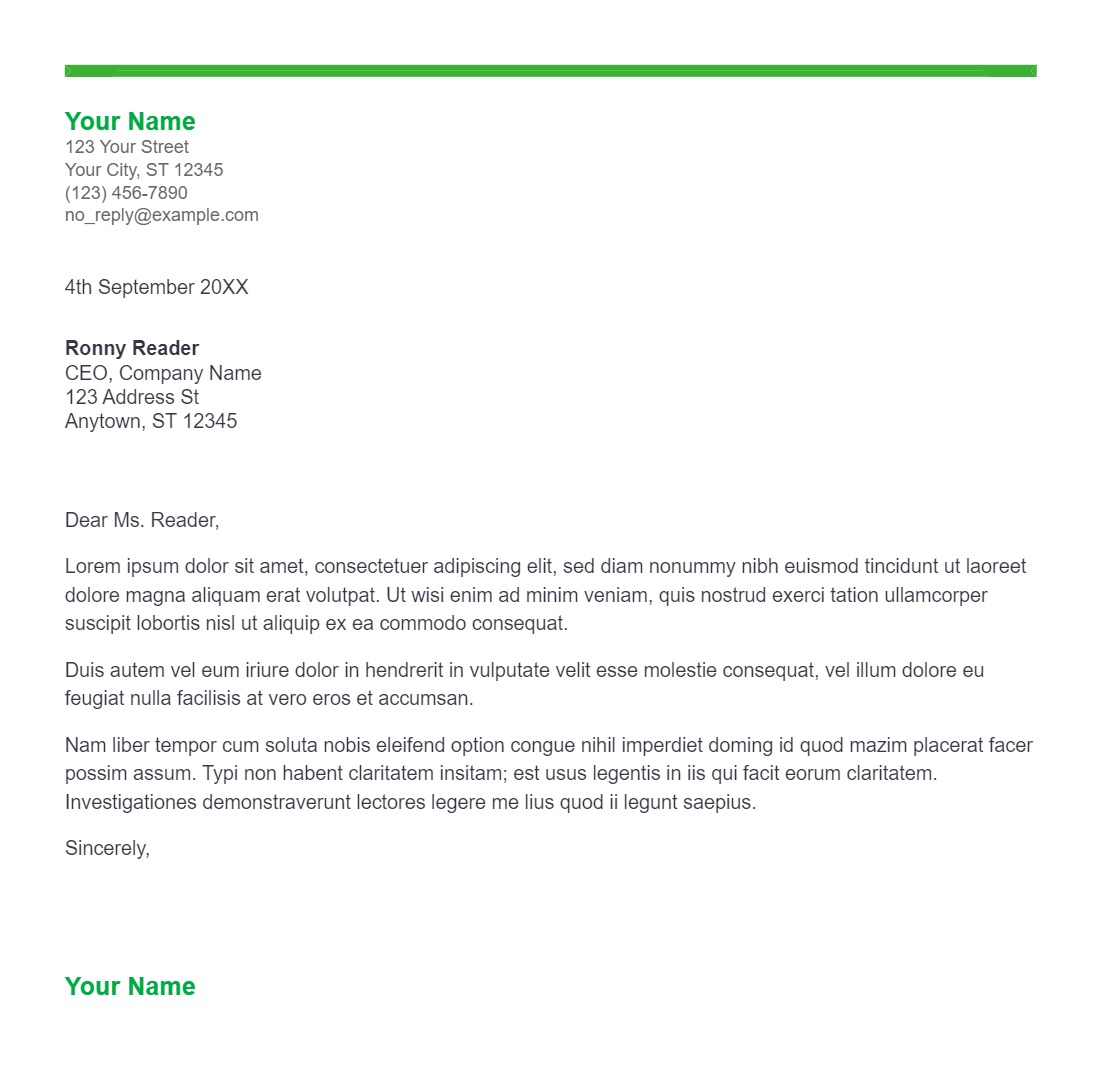 Your Name
123 Your Street
Your City, ST 12345
(123) 456-7890
no_reply@example.com
4th September 20XX
Ronny Reader
CEO, Company Name
123 Address St
Anytown, ST 12345
Dear Ms. Reader,
Lorem ipsum dolor sit amet, consectetuer adipiscing elit, sed diam nonummy nibh euismod tincidunt ut laoreet
dolore magna aliquam erat volutpat. Ut wisi enim ad minim veniam, quis nostrud exerci tation ullamcorper
suscipit lobortis nisl ut aliquip ex ea commodo consequat.
Duis autem vel eum iriure dolor in hendrerit in vulputate velit esse molestie consequat, vel illum dolore eu
feugiat nulla facilisis at vero eros et accumsan.
Nam liber tempor cum soluta nobis eleifend option congue nihil imperdiet doming id quod mazim placerat facer
possim assum. Typi non habent claritatem insitam; est usus legentis in iis qui facit eorum claritatem.
Investigationes demonstraverunt lectores legere me lius quod ii legunt saepius.
Sincerely,
Your Name